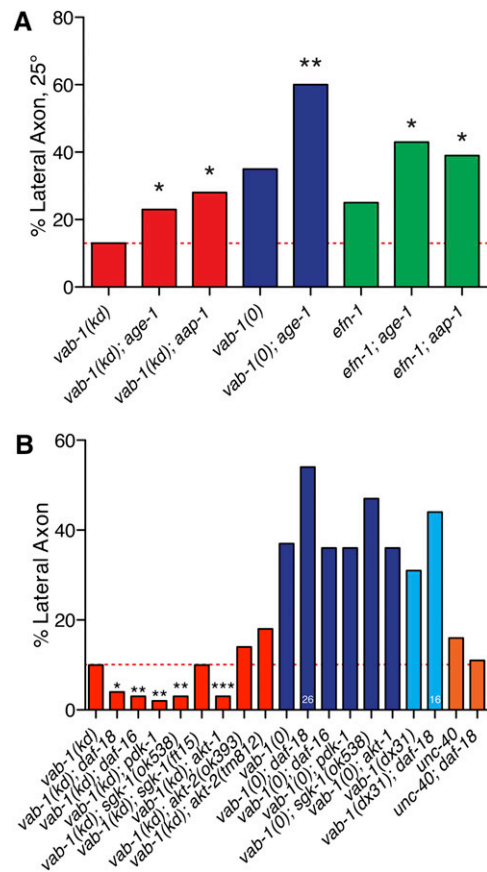 A
% Lateral Axon, 25°
80
60
40
20
0
*
*
**
*
*
vab-1(kd)
vab-1(kd); age-1
vab-1(kd); aap-1
vab-1(0)
vab-1(0); age-1
efn-1
efn-1; age-1
efn-1; aap-1
B
% Lateral Axon
60
40
20
0
*
**
**
**
***
26
16
vab-1(kd)
vab-1(kd); daf-18
vab-1(kd); daf-16
vab-1(kd); pdk-1
vab-1(kd); sgk-1(ok538)
vab-1(kd); sgk-1(ft15)
vab-1(kd); akt-1
vab-1(kd); akt-2(ok393)
vab-1(kd); akt-2(tm812)
vab-1(0)
vab-1(0); daf-18
vab-1(0); daf-16
vab-1(0); pdk-1
vab-1(0); sgk-1(ok538)
vab-1(0); akt-1
vab-1(dx31)
vab-1(dx31); daf-18
unc-40
unc-40; daf-18